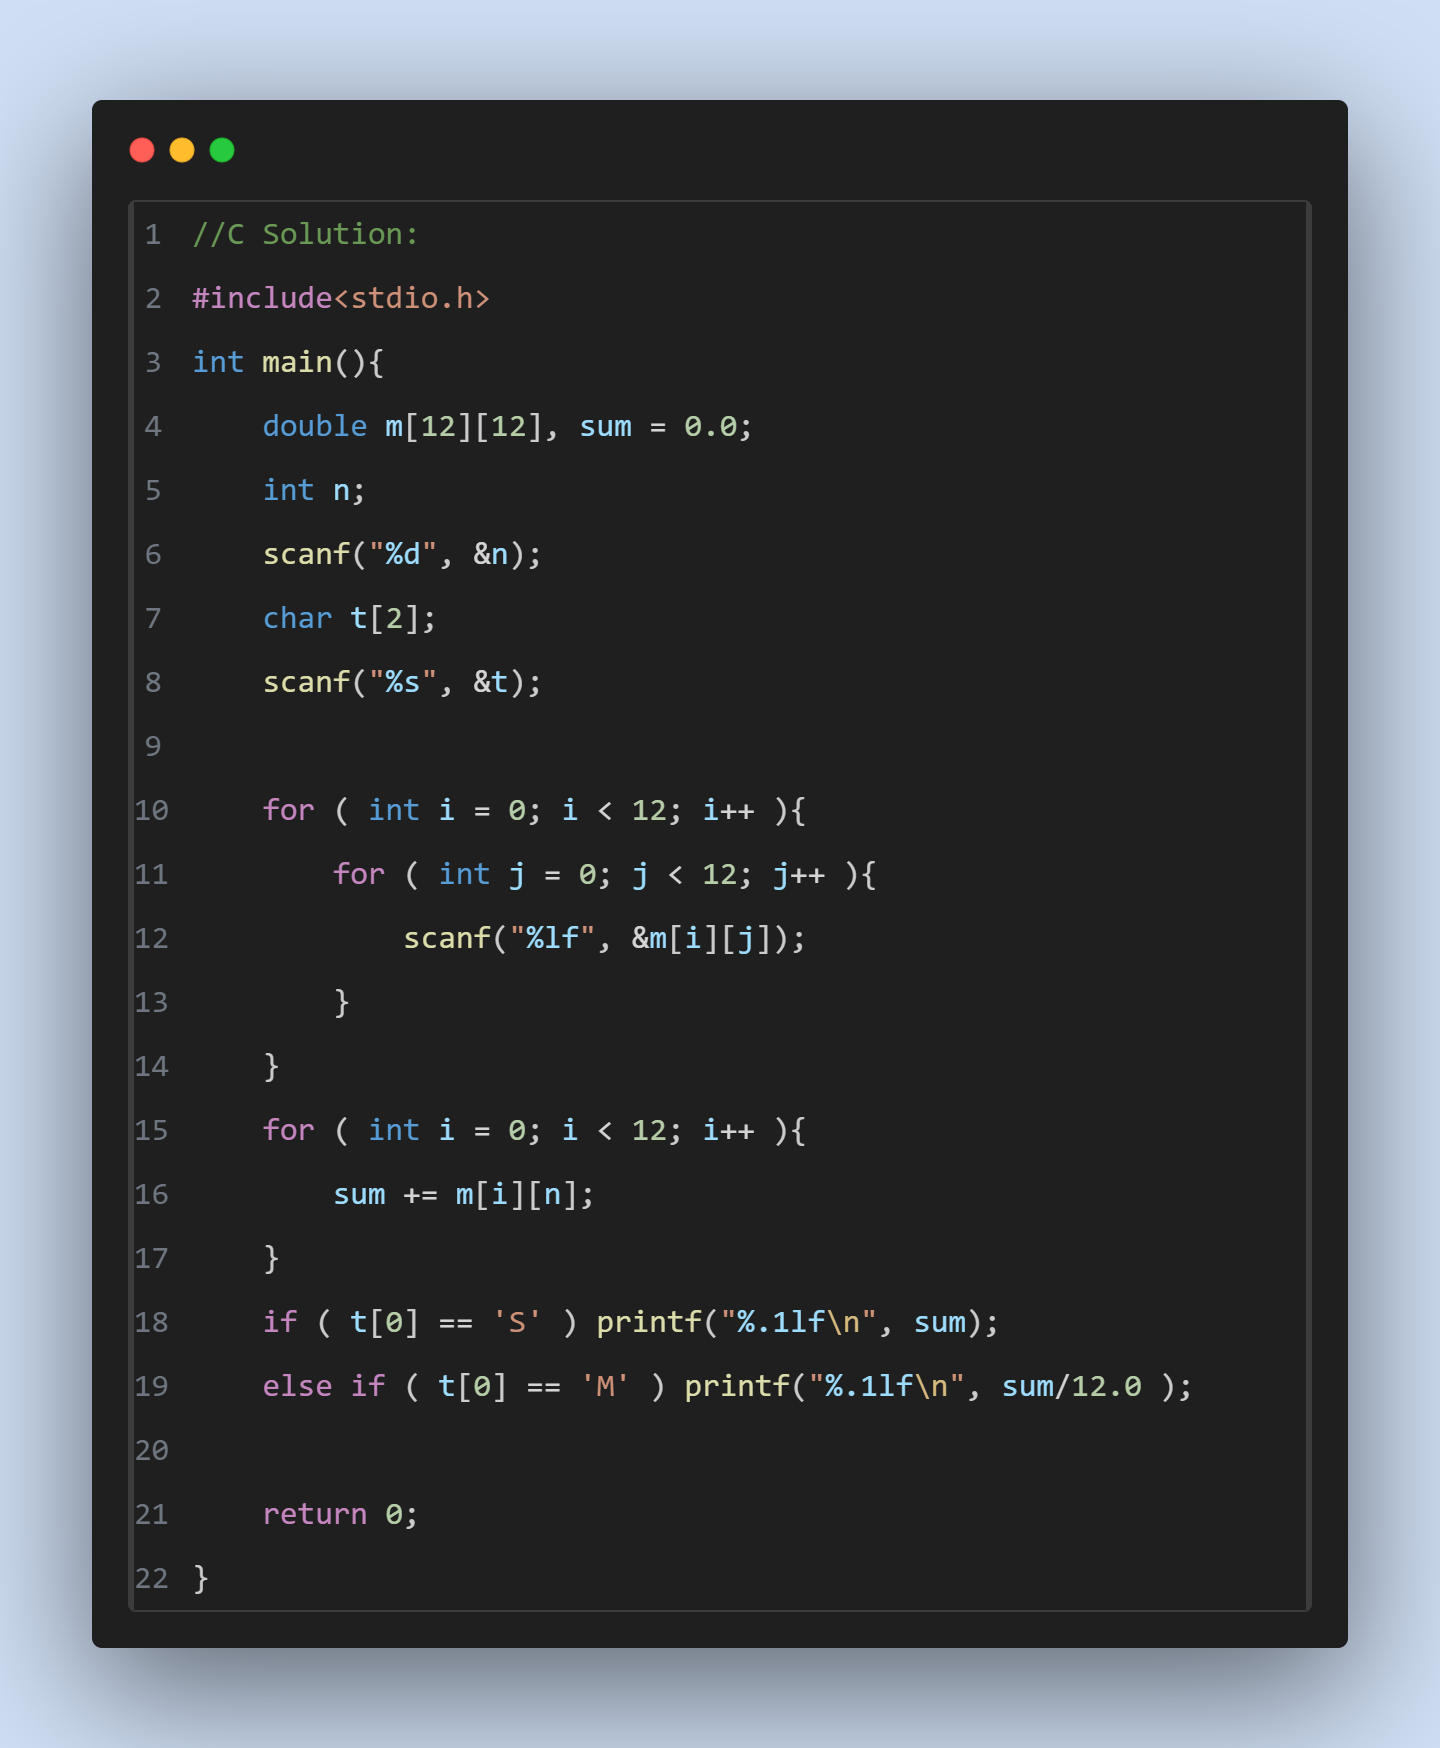 1 //C Solution:
2 #include<stdio.h>
3 int main(){
4     double m[12][12], sum = 0.0;
5     int n;
6     scanf("%d", &n);
7     char t[2];
8     scanf("%s", &t);
9
10     for ( int i = 0; i < 12; i++ ){
11         for ( int j = 0; j < 12; j++ ){
12             scanf("%lf", &m[i][j]);
13         }
14     }
15     for ( int i = 0; i < 12; i++ ){
16         sum += m[i][n];
17     }
18     if ( t[0] == 'S' ) printf("%.1lf\n", sum);
19     else if ( t[0] == 'M' ) printf("%.1lf\n", sum/12.0 );
20
21     return 0;
22 }